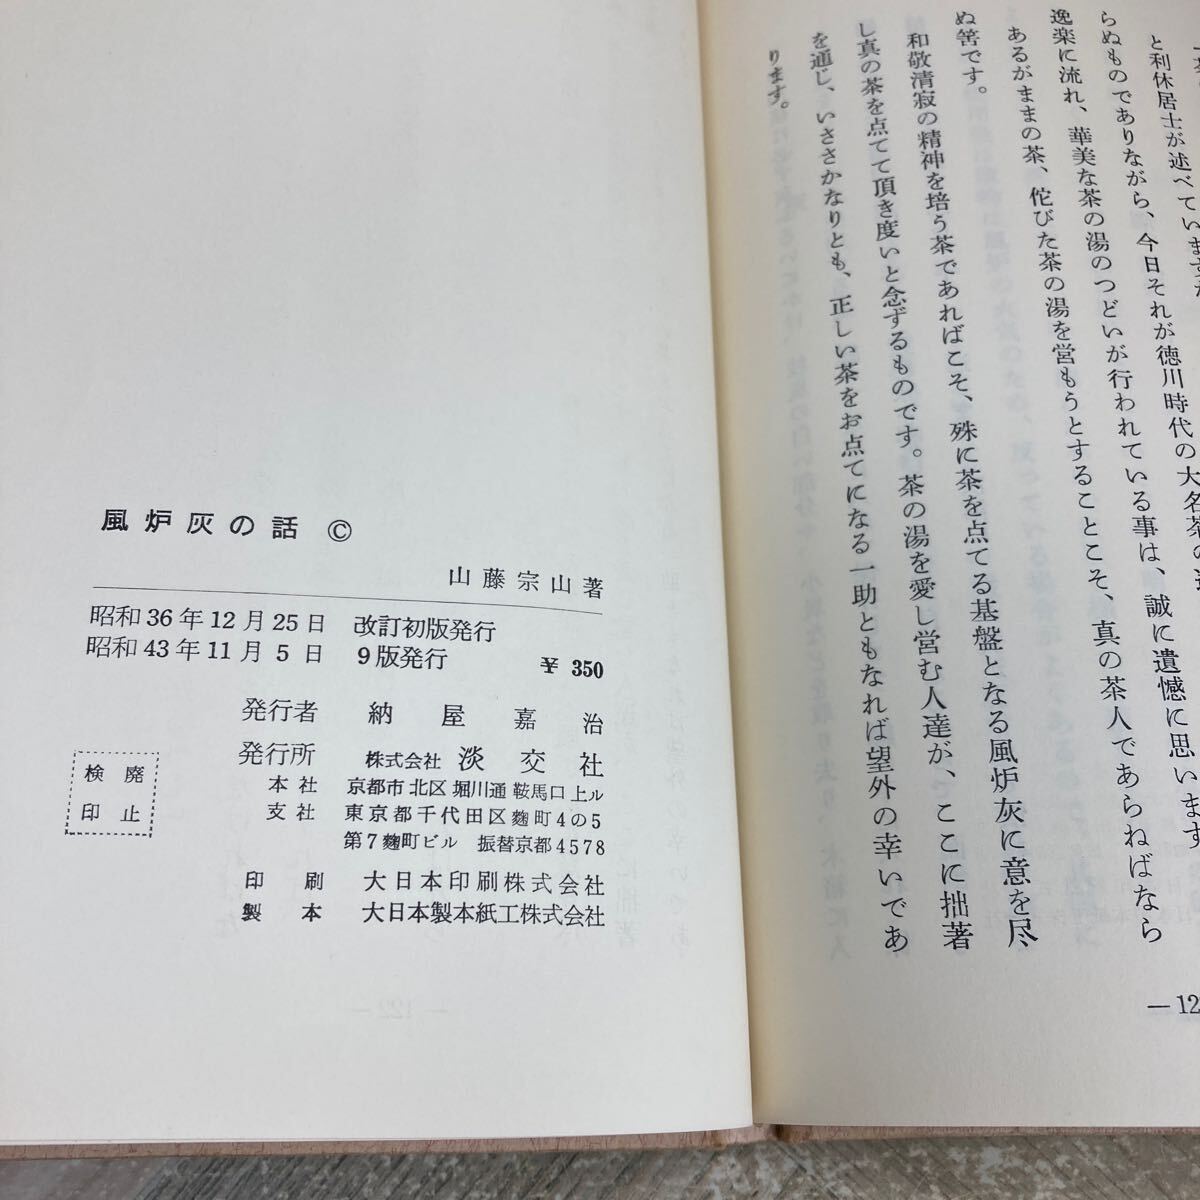 と利休居士が述べています
らぬものでありながら、今日それが徳川時代の大名茶の
逸楽に流れ、華美な茶の湯のつどいが行われている事は、誠に遺憾に思います
あるがままの茶、侘びた茶の湯を営もうとすることこそ、真の茶人であらねばなら
ぬ筈です。
和敬清寂の精神を培う茶であればこそ、殊に茶を点てる基盤となる風炉灰に意を尽
し真の茶を点てて頂き度いと念ずるものです。茶の湯を愛し営む人達が、ここに拙著
を通じ、いささかなりとも、正しい茶をお点てになる一助ともなれば望外の幸いであ
ります。
— 12
風炉灰の話 ©
山藤宗山著
昭和36年12月25日 改訂初版発行
昭和43年11月5日 9版発行 ¥350
発行者 納屋嘉治
発行所 株式会社 淡交社
本社 京都市北区堀川通鞍馬口上ル
支社 東京都千代田区麹町4の5
第7麹町ビル 振替京都4578
印刷 大日本印刷株式会社
製本 大日本製本紙工株式会社
検印
廃止